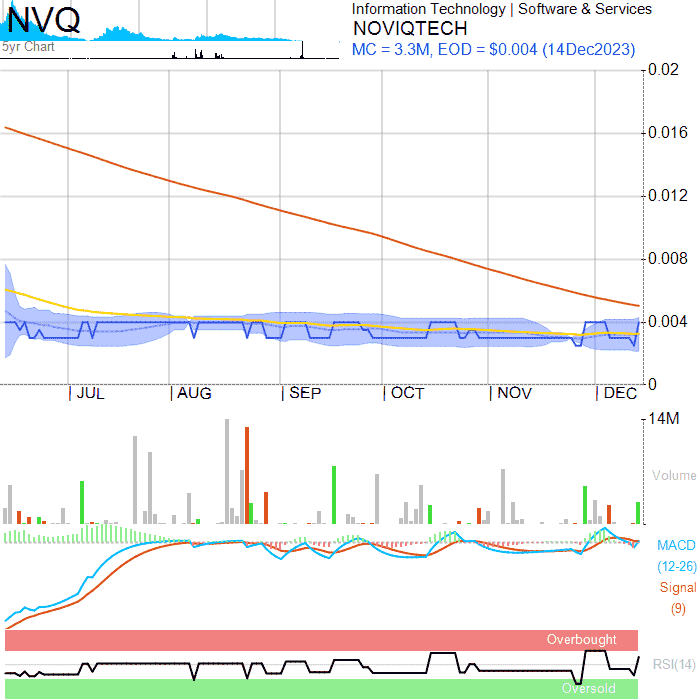 NVQ
5yr Chart
Information Technology | Software & Services
NOVIQTECH
MC = 3.3M, EOD = $0.004 (14Dec2023)
0.02
0.016
0.012
0.008
0.004
0
JUL AUG SEP OCT NOV DEC
14M
Volume
MACD
(12-26)
Signal
(9)
Overbought
RSI(14)
Oversold